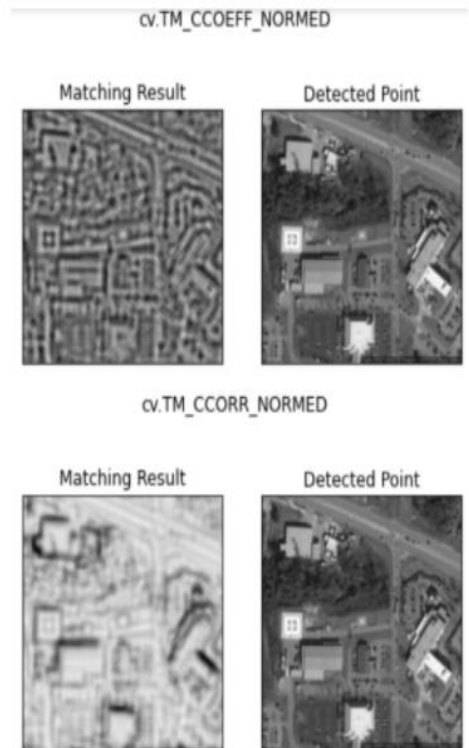 cv.TM_CCOEFF_NORMED
Matching Result Detected Point
cv.TM_CCORR_NORMED
Matching Result Detected Point